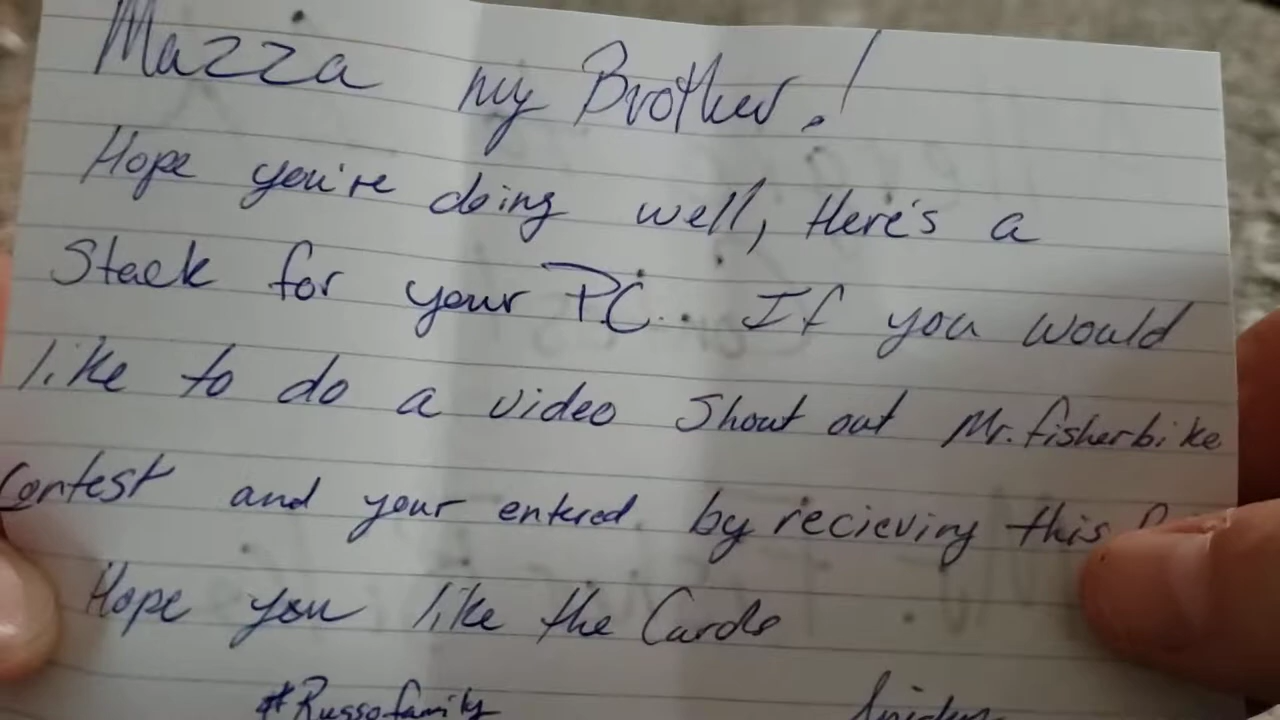 Mazza my Brother!
Hope you're doing well, Here's a
Stack for your PC.. If you would
like to do a video Shout out Mr.fisherbike
Contest and your entered by recieving this
Hope you like the Cards
#Russofamily